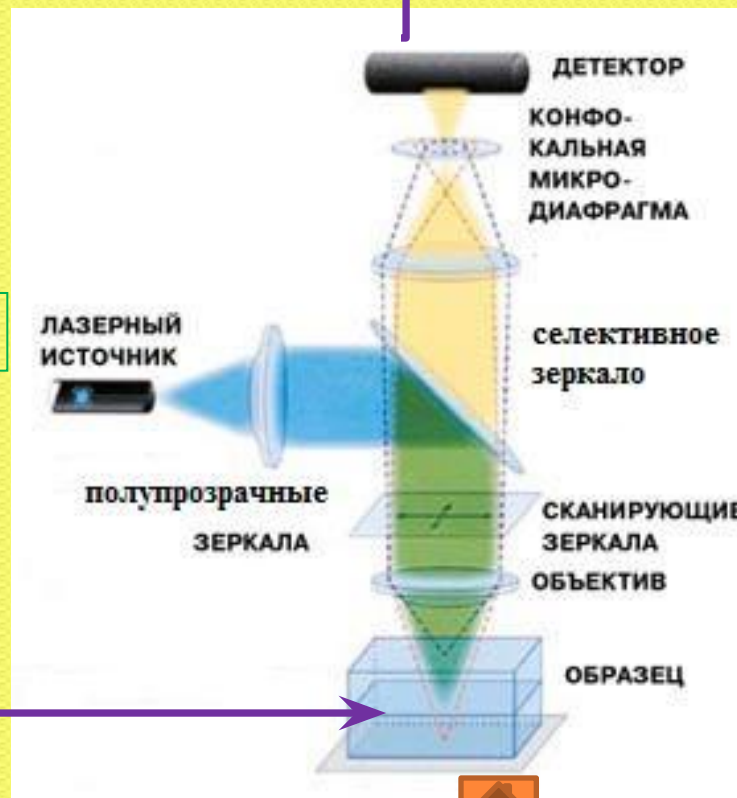 ДЕТЕКТОР
КОНФО-
КАЛЬНАЯ
МИКРО-
ДИАФРАГМА
ЛАЗЕРНЫЙ
ИСТОЧНИК
селективное
зеркало
полупрозрачные
ЗЕРКАЛА
СКАНИРУЮЩИЕ
ЗЕРКАЛА
ОБЪЕКТИВ
ОБРАЗЕЦ